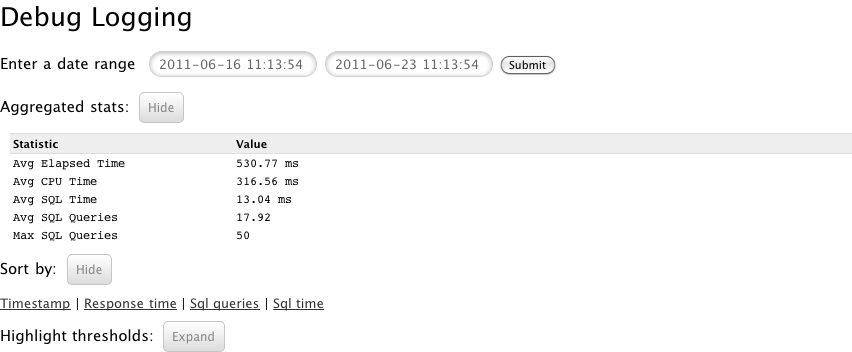 Debug Logging
Enter a date range 2011-06-16 11:13:54 2011-06-23 11:13:54 Submit
Aggregated stats: Hide
Statistic Value
Avg Elapsed Time 530.77 ms
Avg CPU Time 316.56 ms
Avg SQL Time 13.04 ms
Avg SQL Queries 17.92
Max SQL Queries 50
Sort by: Hide
Timestamp | Response time | Sql queries | Sql time
Highlight thresholds: Expand